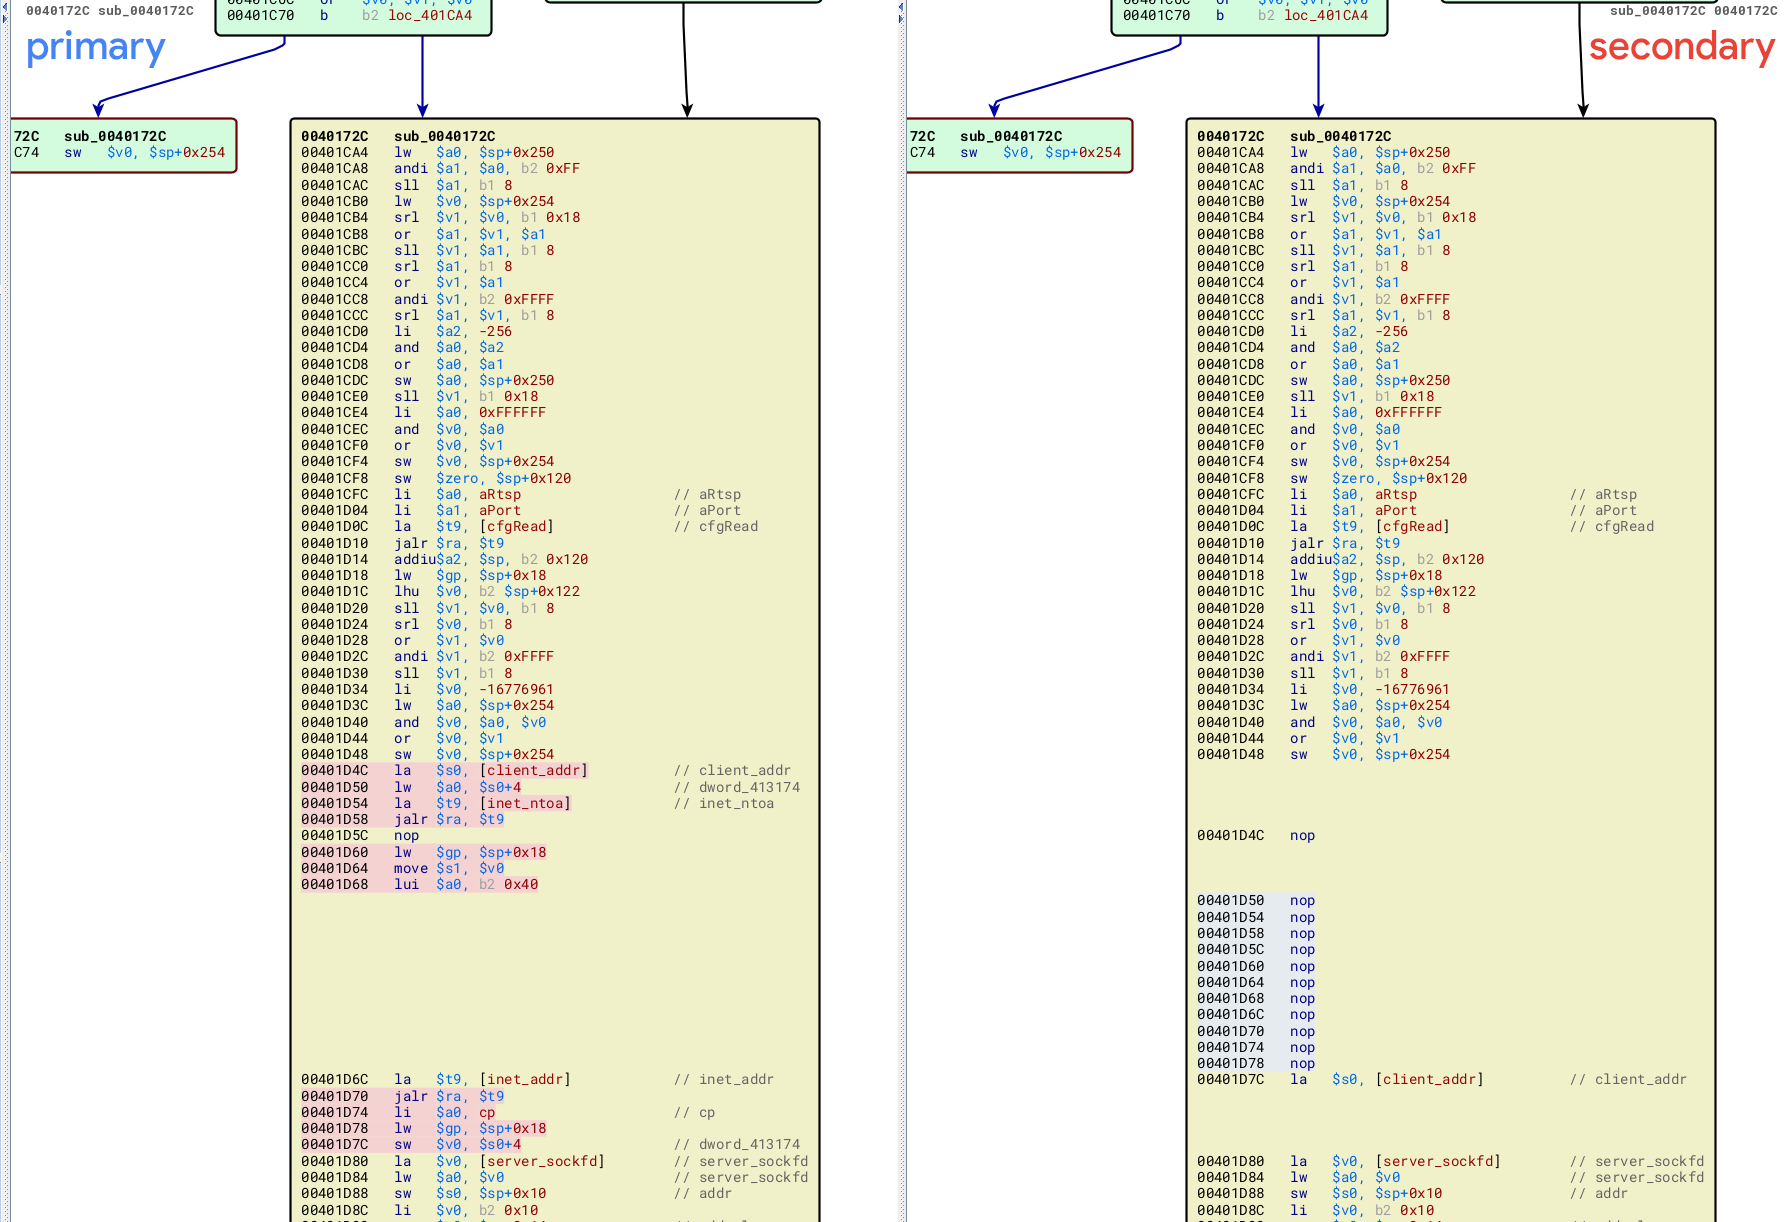 0040172C sub_0040172C
primary
00401C70 b b2 loc_401CA4
72C sub_0040172C
C74 sw $v0, $sp+0x254
0040172C sub_0040172C
00401CA4 lw $a0, $sp+0x250
00401CA8 andi $a1, $a0, b2 0xFF
00401CAC sll $a1, b1 8
00401CB0 lw $v0, $sp+0x254
00401CB4 srl $v1, $v0, b1 0x18
00401CB8 or $a1, $v1, $a1
00401CBC sll $v1, $a1, b1 8
00401CC0 srl $a1, b1 8
00401CC4 or $v1, $a1
00401CC8 andi $v1, b2 0xFFFF
00401CCC srl $a1, $v1, b1 8
00401CD0 li $a2, -256
00401CD4 and $a0, $a2
00401CD8 or $a0, $a1
00401CDC sw $a0, $sp+0x250
00401CE0 sll $v1, b1 0x18
00401CE4 li $a0, 0xFFFFFF
00401CEC and $v0, $a0
00401CF0 or $v0, $v1
00401CF4 sw $v0, $sp+0x254
00401CF8 sw $zero, $sp+0x120
00401CFC li $a0, aRtsp // aRtsp
00401D04 li $a1, aPort // aPort
00401D0C la $t9, [cfgRead] // cfgRead
00401D10 jalr $ra, $t9
00401D14 addiu$a2, $sp, b2 0x120
00401D18 lw $gp, $sp+0x18
00401D1C lhu $v0, b2 $sp+0x122
00401D20 sll $v1, $v0, b1 8
00401D24 srl $v0, b1 8
00401D28 or $v1, $v0
00401D2C andi $v1, b2 0xFFFF
00401D30 sll $v1, b1 8
00401D34 li $v0, -16776961
00401D3C lw $a0, $sp+0x254
00401D40 and $v0, $a0, $v0
00401D44 or $v0, $v1
00401D48 sw $v0, $sp+0x254
00401D4C la $s0, [client_addr] // client_addr
00401D50 lw $a0, $s0+4 // dword_413174
00401D54 la $t9, [inet_ntoa] // inet_ntoa
00401D58 jalr $ra, $t9
00401D5C nop
00401D60 lw $gp, $sp+0x18
00401D64 move $s1, $v0
00401D68 lui $a0, b2 0x40
00401D6C la $t9, [inet_addr] // inet_addr
00401D70 jalr $ra, $t9
00401D74 li $a0, cp // cp
00401D78 lw $gp, $sp+0x18
00401D7C sw $v0, $s0+4 // dword_413174
00401D80 la $v0, [server_sockfd] // server_sockfd
00401D84 lw $a0, $v0 // server_sockfd
00401D88 sw $s0, $sp+0x10 // addr
00401D8C li $v0, b2 0x10
sub_0040172C 0040172C
secondary
00401C70 b b2 loc_401CA4
72C sub_0040172C
C74 sw $v0, $sp+0x254
0040172C sub_0040172C
00401CA4 lw $a0, $sp+0x250
00401CA8 andi $a1, $a0, b2 0xFF
00401CAC sll $a1, b1 8
00401CB0 lw $v0, $sp+0x254
00401CB4 srl $v1, $v0, b1 0x18
00401CB8 or $a1, $v1, $a1
00401CBC sll $v1, $a1, b1 8
00401CC0 srl $a1, b1 8
00401CC4 or $v1, $a1
00401CC8 andi $v1, b2 0xFFFF
00401CCC srl $a1, $v1, b1 8
00401CD0 li $a2, -256
00401CD4 and $a0, $a2
00401CD8 or $a0, $a1
00401CDC sw $a0, $sp+0x250
00401CE0 sll $v1, b1 0x18
00401CE4 li $a0, 0xFFFFFF
00401CEC and $v0, $a0
00401CF0 or $v0, $v1
00401CF4 sw $v0, $sp+0x254
00401CF8 sw $zero, $sp+0x120
00401CFC li $a0, aRtsp // aRtsp
00401D04 li $a1, aPort // aPort
00401D0C la $t9, [cfgRead] // cfgRead
00401D10 jalr $ra, $t9
00401D14 addiu$a2, $sp, b2 0x120
00401D18 lw $gp, $sp+0x18
00401D1C lhu $v0, b2 $sp+0x122
00401D20 sll $v1, $v0, b1 8
00401D24 srl $v0, b1 8
00401D28 or $v1, $v0
00401D2C andi $v1, b2 0xFFFF
00401D30 sll $v1, b1 8
00401D34 li $v0, -16776961
00401D3C lw $a0, $sp+0x254
00401D40 and $v0, $a0, $v0
00401D44 or $v0, $v1
00401D48 sw $v0, $sp+0x254
00401D4C nop
00401D50 nop
00401D54 nop
00401D58 nop
00401D5C nop
00401D60 nop
00401D64 nop
00401D68 nop
00401D6C nop
00401D70 nop
00401D74 nop
00401D78 nop
00401D7C la $s0, [client_addr] // client_addr
00401D80 la $v0, [server_sockfd] // server_sockfd
00401D84 lw $a0, $v0 // server_sockfd
00401D88 sw $s0, $sp+0x10 // addr
00401D8C li $v0, b2 0x10